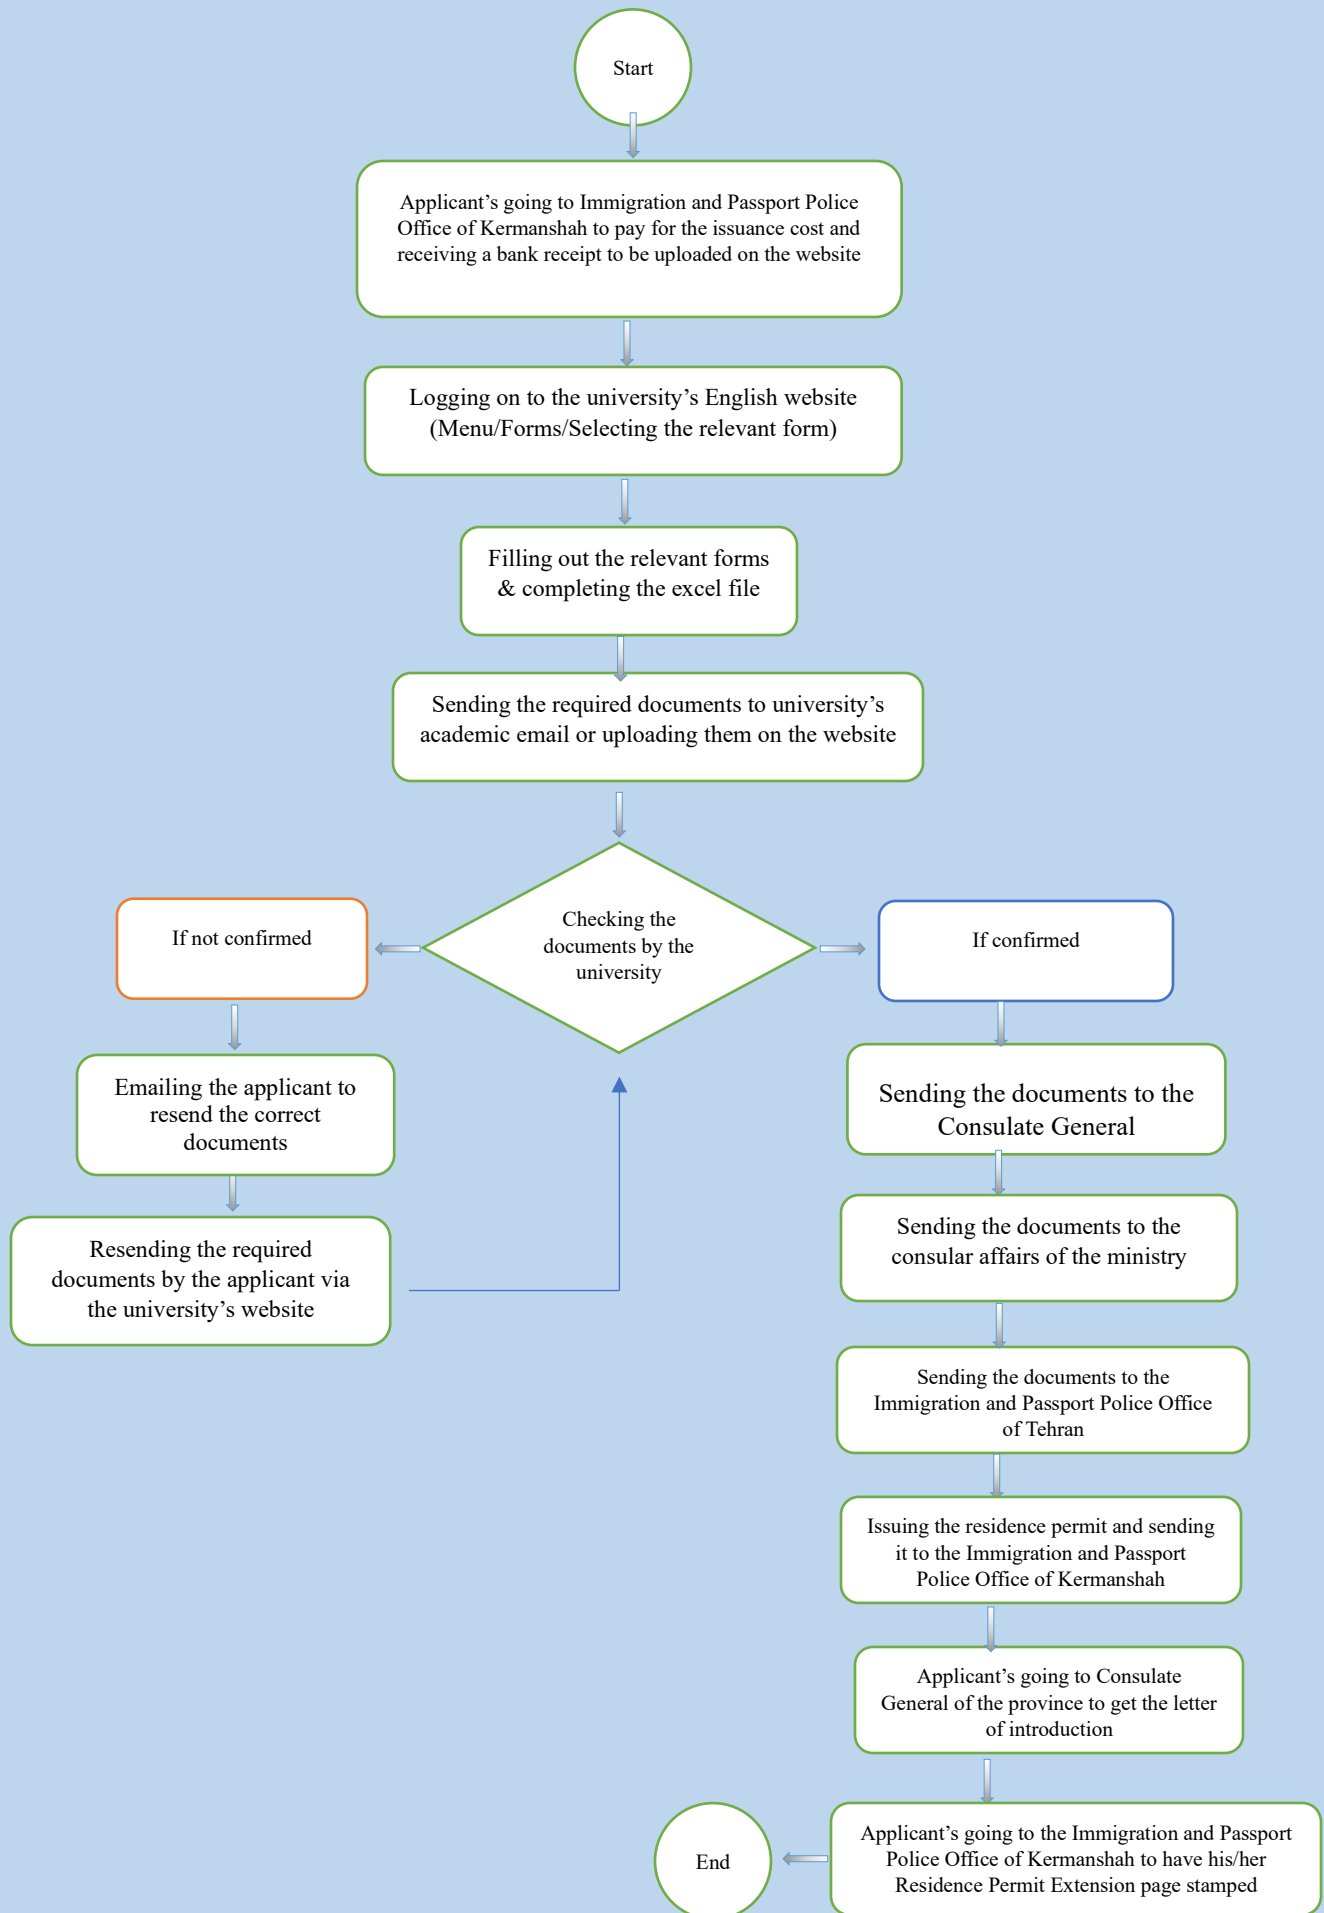 Start
Applicant’s going to Immigration and Passport Police
Office of Kermanshah to pay for the issuance cost and
receiving a bank receipt to be uploaded on the website
Logging on to the university’s English website
(Menu/Forms/Selecting the relevant form)
Filling out the relevant forms
& completing the excel file
Sending the required documents to university’s
academic email or uploading them on the website
Checking the
documents by the
university
If not confirmed
If confirmed
Emailing the applicant to
resend the correct
documents
Resending the required
documents by the applicant via
the university’s website
Sending the documents to the
Consulate General
Sending the documents to the
consular affairs of the ministry
Sending the documents to the
Immigration and Passport Police Office
of Tehran
Issuing the residence permit and sending
it to the Immigration and Passport
Police Office of Kermanshah
Applicant’s going to Consulate
General of the province to get the letter
of introduction
Applicant’s going to the Immigration and Passport
Police Office of Kermanshah to have his/her
Residence Permit Extension page stamped
End